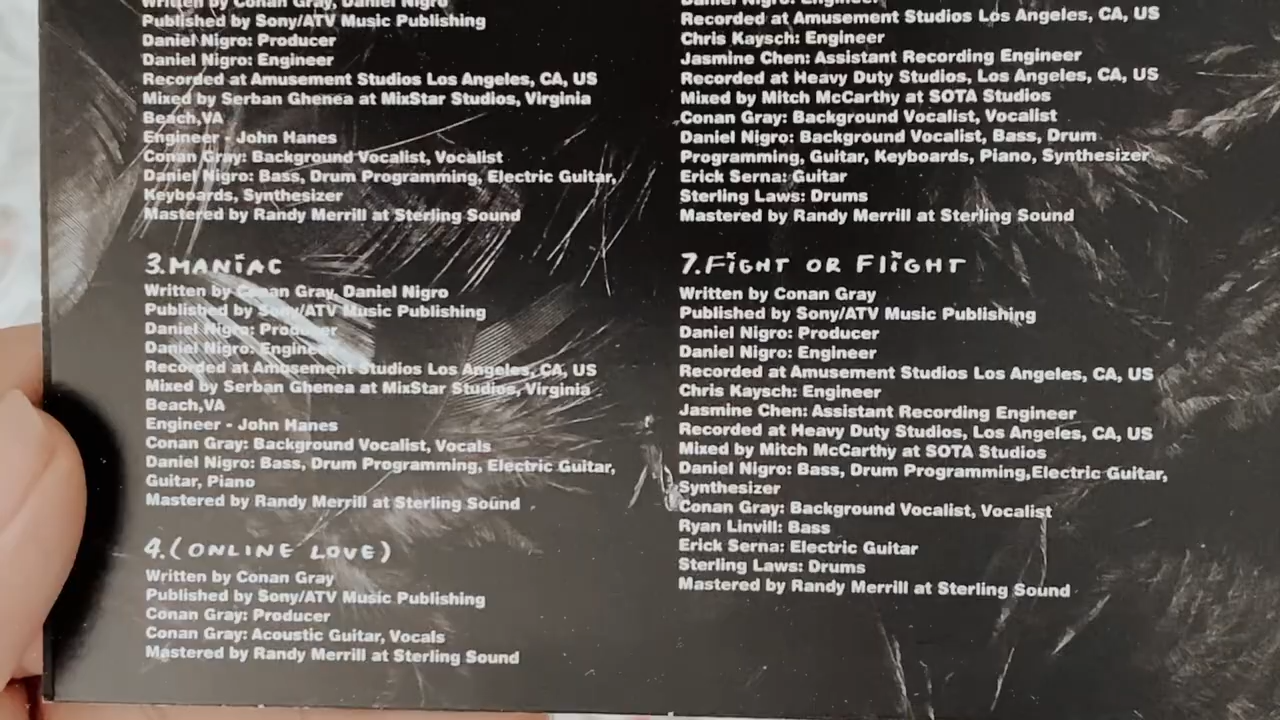 Written by Conan Gray, Daniel Nigro
Published by Sony/ATV Music Publishing
Daniel Nigro: Producer
Daniel Nigro: Engineer
Recorded at Amusement Studios Los Angeles, CA, US
Mixed by Serban Ghenea at MixStar Studios, Virginia
Beach,VA
Engineer - John Hanes
Conan Gray: Background Vocalist, Vocalist
Daniel Nigro: Bass, Drum Programming, Electric Guitar,
Keyboards, Synthesizer
Mastered by Randy Merrill at Sterling Sound
3.MANiAC
Written by Conan Gray, Daniel Nigro
Published by Sony/ATV Music Publishing
Daniel Nigro: Producer
Daniel Nigro: Engineer
Recorded at Amusement Studios Los Angeles, CA, US
Mixed by Serban Ghenea at MixStar Studios, Virginia
Beach,VA
Engineer - John Hanes
Conan Gray: Background Vocalist, Vocals
Daniel Nigro: Bass, Drum Programming, Electric Guitar,
Guitar, Piano
Mastered by Randy Merrill at Sterling Sound
4.(ONLINE LOVE)
Written by Conan Gray
Published by Sony/ATV Music Publishing
Conan Gray: Producer
Conan Gray: Acoustic Guitar, Vocals
Mastered by Randy Merrill at Sterling Sound
Daniel Nigro: Engineer
Recorded at Amusement Studios Los Angeles, CA, US
Chris Kaysch: Engineer
Jasmine Chen: Assistant Recording Engineer
Recorded at Heavy Duty Studios, Los Angeles, CA, US
Mixed by Mitch McCarthy at SOTA Studios
Conan Gray: Background Vocalist, Vocalist
Daniel Nigro: Background Vocalist, Bass, Drum
Programming, Guitar, Keyboards, Piano, Synthesizer
Erick Serna: Guitar
Sterling Laws: Drums
Mastered by Randy Merrill at Sterling Sound
7.FiGHT OR FliGHT
Written by Conan Gray
Published by Sony/ATV Music Publishing
Daniel Nigro: Producer
Daniel Nigro: Engineer
Recorded at Amusement Studios Los Angeles, CA, US
Chris Kaysch: Engineer
Jasmine Chen: Assistant Recording Engineer
Recorded at Heavy Duty Studios, Los Angeles, CA, US
Mixed by Mitch McCarthy at SOTA Studios
Daniel Nigro: Bass, Drum Programming,Electric Guitar,
Synthesizer
Conan Gray: Background Vocalist, Vocalist
Ryan Linvill: Bass
Erick Serna: Electric Guitar
Sterling Laws: Drums
Mastered by Randy Merrill at Sterling Sound